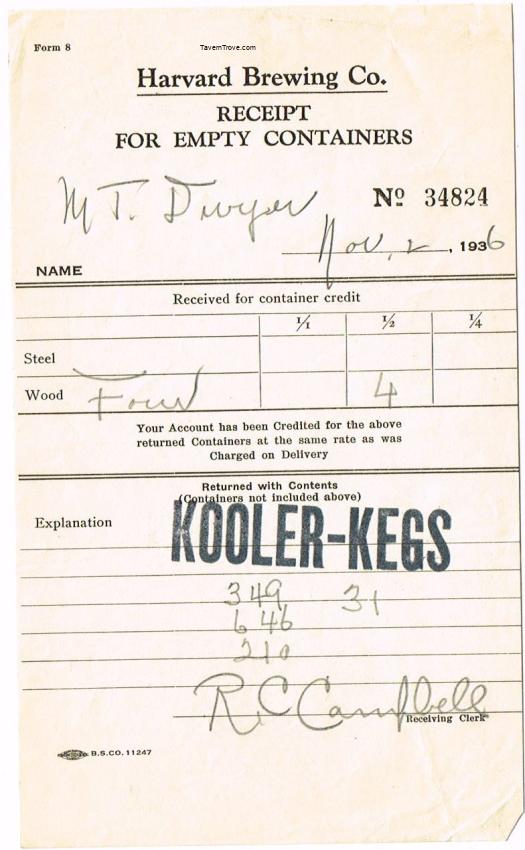 Form 8
TavernTrove.com
Harvard Brewing Co.
RECEIPT
FOR EMPTY CONTAINERS
M T. Dwyer
No 34824
Nov, 2, 1936
NAME
Received for container credit
1/1 1/2 1/4
Steel
Wood Four 4
Your Account has been Credited for the above
returned Containers at the same rate as was
Charged on Delivery
Returned with Contents
(Containers not included above)
Explanation
KOOLER-KEGS
349 31
646
210
R. C Campbell
Receiving Clerk
B.S.CO. 11247